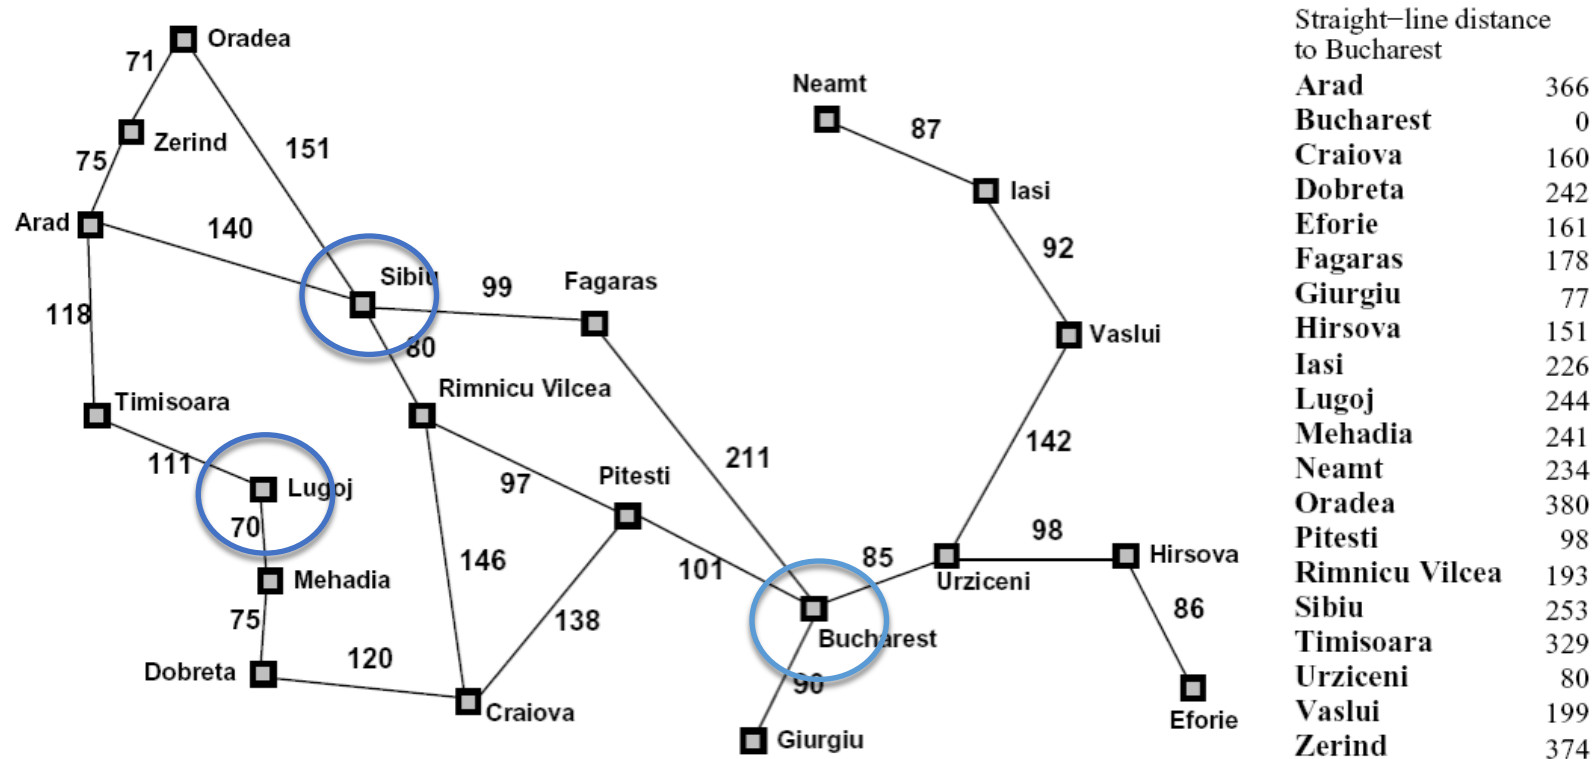 Oradea
71
Neamt
Zerind
151
87
75
Iasi
Arad
140
92
Sibiu
99
Fagaras
118
80
Vaslui
Rimnicu Vilcea
Timisoara
142
211
111
97
Pitesti
Lugoj
70
98
Hirsova
146
101
85
Urziceni
Mehadia
86
75
138
Bucharest
Dobreta
120
90
Craiova
Giurgiu
Eforie
Straight−line distance
to Bucharest
Arad 366
Bucharest 0
Craiova 160
Dobreta 242
Eforie 161
Fagaras 178
Giurgiu 77
Hirsova 151
Iasi 226
Lugoj 244
Mehadia 241
Neamt 234
Oradea 380
Pitesti 98
Rimnicu Vilcea 193
Sibiu 253
Timisoara 329
Urziceni 80
Vaslui 199
Zerind 374